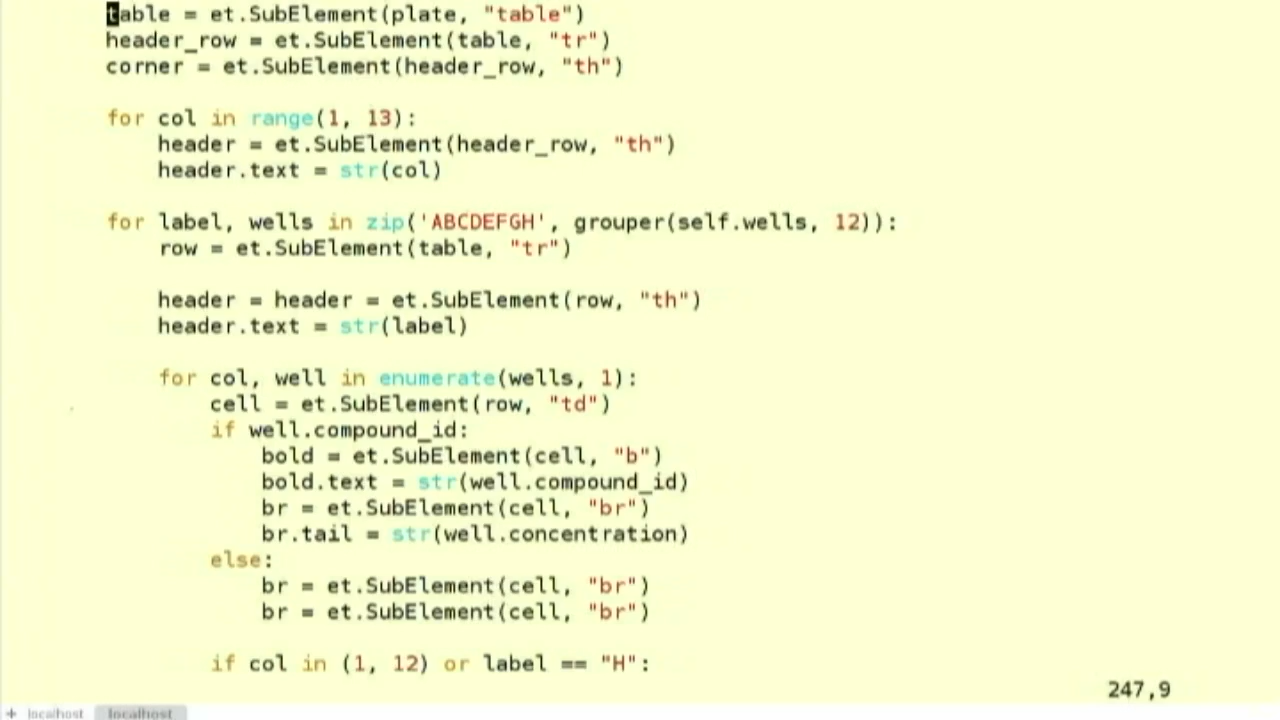 table = et.SubElement(plate, "table")
header_row = et.SubElement(table, "tr")
corner = et.SubElement(header_row, "th")
for col in range(1, 13):
header = et.SubElement(header_row, "th")
header.text = str(col)
for label, wells in zip('ABCDEFGH', grouper(self.wells, 12)):
row = et.SubElement(table, "tr")
header = header = et.SubElement(row, "th")
header.text = str(label)
for col, well in enumerate(wells, 1):
cell = et.SubElement(row, "td")
if well.compound_id:
bold = et.SubElement(cell, "b")
bold.text = str(well.compound_id)
br = et.SubElement(cell, "br")
br.tail = str(well.concentration)
else:
br = et.SubElement(cell, "br")
br = et.SubElement(cell, "br")
if col in (1, 12) or label == "H":
247,9
+ localhost localhost